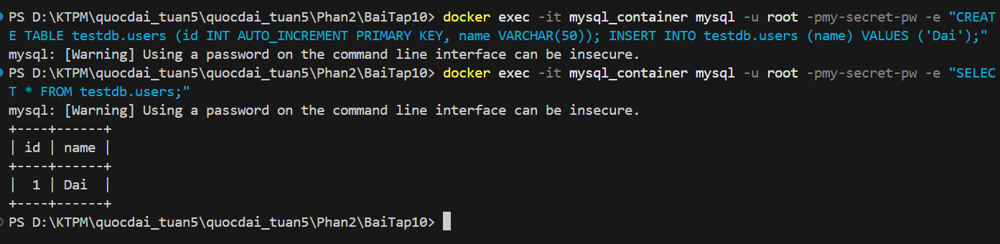 PS D:\KTPM\quocdai_tuan5\quocdai_tuan5\Phan2\BaiTap10> docker exec -it mysql_container mysql -u root -pmy-secret-pw -e "CREAT
E TABLE testdb.users (id INT AUTO_INCREMENT PRIMARY KEY, name VARCHAR(50)); INSERT INTO testdb.users (name) VALUES ('Dai');"
mysql: [Warning] Using a password on the command line interface can be insecure.
PS D:\KTPM\quocdai_tuan5\quocdai_tuan5\Phan2\BaiTap10> docker exec -it mysql_container mysql -u root -pmy-secret-pw -e "SELEC
T * FROM testdb.users;"
mysql: [Warning] Using a password on the command line interface can be insecure.
+----+------+
| id | name |
+----+------+
|  1 | Dai  |
+----+------+
PS D:\KTPM\quocdai_tuan5\quocdai_tuan5\Phan2\BaiTap10>